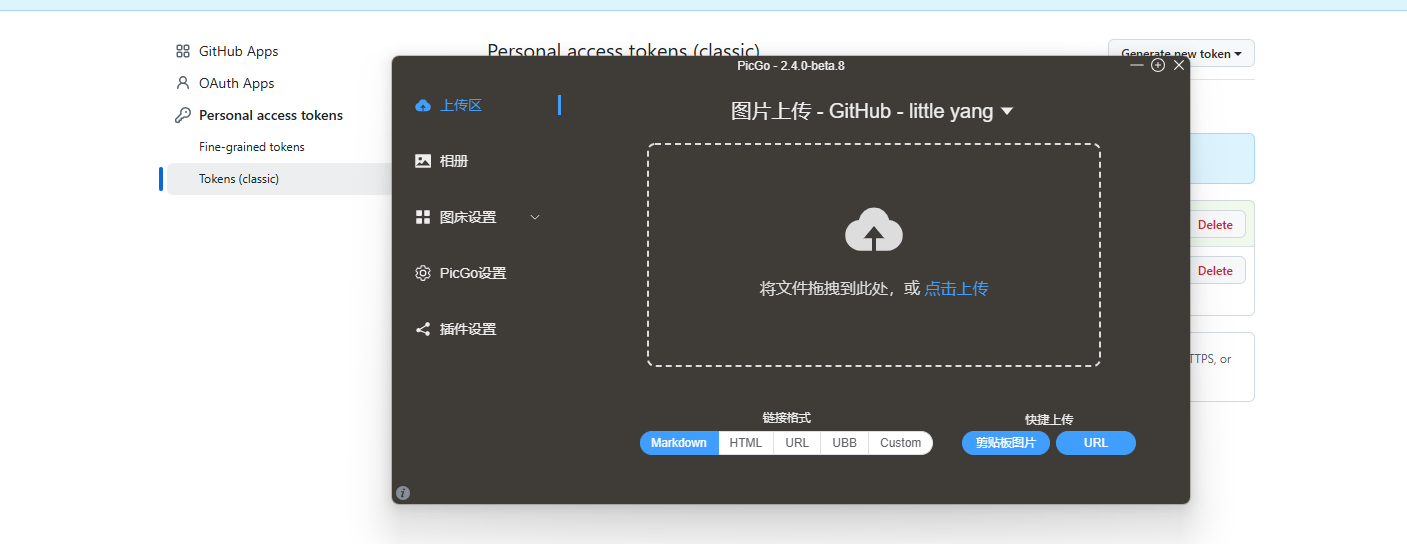 GitHub Apps
OAuth Apps
Personal access tokens
Fine-grained tokens
Tokens (classic)
Personal access tokens (classic)
Generate new token
Delete
Delete
TTPS, or
PicGo - 2.4.0-beta.8
上传区
相册
图床设置
PicGo设置
插件设置
图片上传 - GitHub - little yang
将文件拖拽到此处，或 点击上传
链接格式
Markdown HTML URL UBB Custom
快捷上传
剪贴板图片 URL